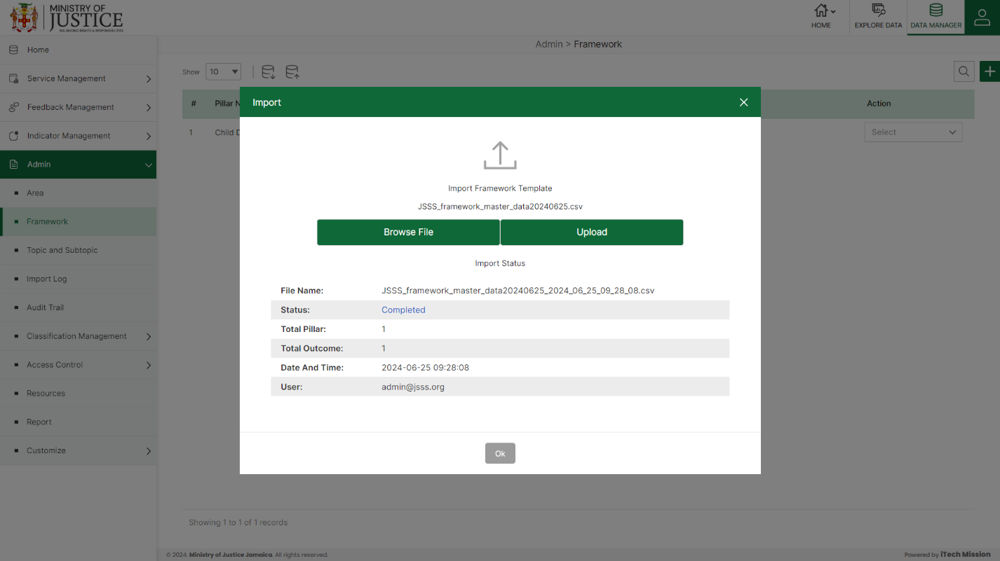 MINISTRY OF
JUSTICE
BALANCING RIGHTS & RESPONSIBILITIES
HOME
EXPLORE DATA
DATA MANAGER
Home
Service Management
Feedback Management
Indicator Management
Admin
Area
Framework
Topic and Subtopic
Import Log
Audit Trail
Classification Management
Access Control
Resources
Report
Customize
Admin > Framework
Show 10
# Pillar N Action
1 Child D Select
Import
Import Framework Template
JSSS_framework_master_data20240625.csv
Browse File Upload
Import Status
File Name: JSSS_framework_master_data20240625_2024_06_25_09_28_08.csv
Status: Completed
Total Pillar: 1
Total Outcome: 1
Date And Time: 2024-06-25 09:28:08
User: admin@jsss.org
Ok
Showing 1 to 1 of 1 records
© 2024. Ministry of Justice Jamaica. All rights reserved.
Powered by iTech Mission